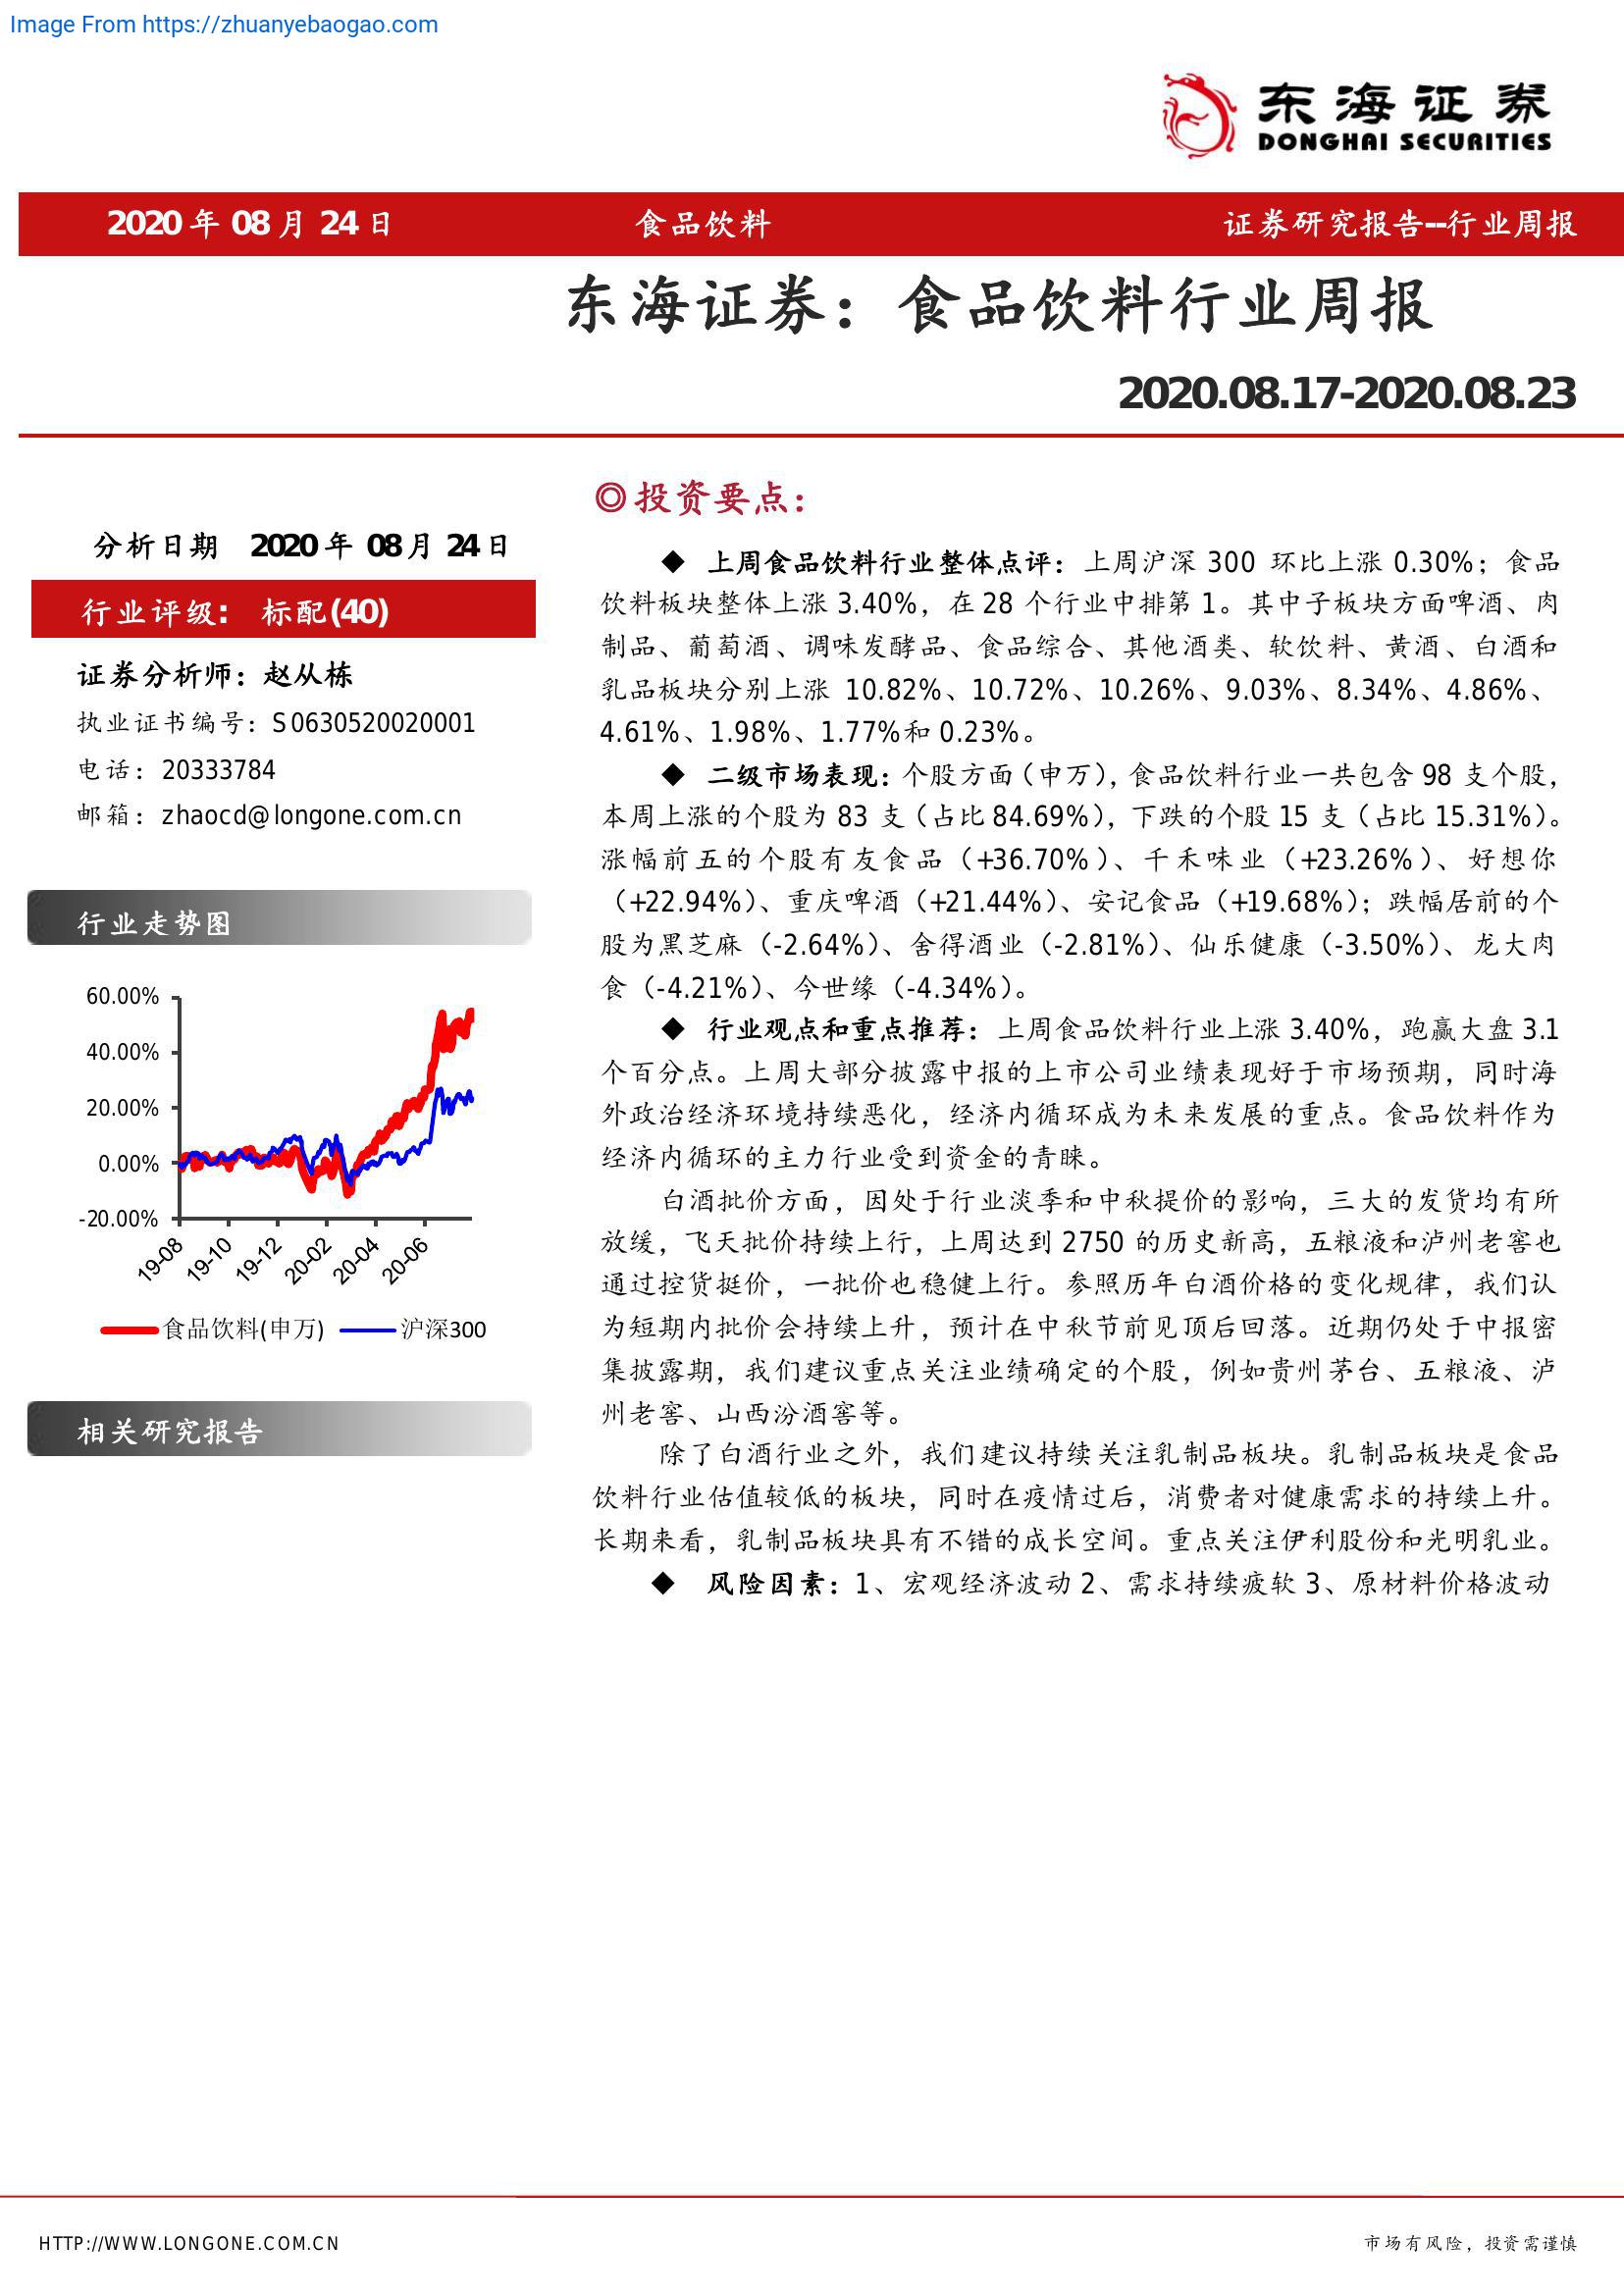 Image From https://zhuanyebaogao.com
东海证券
DONGHAI SECURITIES
2020 年 08 月 24 日 食品饮料 证券研究报告--行业周报
东海证券：食品饮料行业周报
2020.08.17-2020.08.23
分析日期 2020 年 08 月 24 日
行业评级： 标配(40)
证券分析师：赵从栋
执业证书编号：S0630520020001
电话：20333784
邮箱：zhaocd@longone.com.cn
行业走势图
60.00%
40.00%
20.00%
0.00%
-20.00%
19-08 19-10 19-12 20-02 20-04 20-06
食品饮料(申万) 沪深300
相关研究报告
◎投资要点：
◆ 上周食品饮料行业整体点评：上周沪深 300 环比上涨 0.30%；食品
饮料板块整体上涨 3.40%，在 28 个行业中排第 1。其中子板块方面啤酒、肉
制品、葡萄酒、调味发酵品、食品综合、其他酒类、软饮料、黄酒、白酒和
乳品板块分别上涨 10.82%、10.72%、10.26%、9.03%、8.34%、4.86%、
4.61%、1.98%、1.77%和 0.23%。
◆ 二级市场表现：个股方面（申万），食品饮料行业一共包含 98 支个股，
本周上涨的个股为 83 支（占比 84.69%），下跌的个股 15 支（占比 15.31%）。
涨幅前五的个股有友食品（+36.70%）、千禾味业（+23.26%）、好想你
（+22.94%）、重庆啤酒（+21.44%）、安记食品（+19.68%）；跌幅居前的个
股为黑芝麻（-2.64%）、舍得酒业（-2.81%）、仙乐健康（-3.50%）、龙大肉
食（-4.21%）、今世缘（-4.34%）。
◆ 行业观点和重点推荐：上周食品饮料行业上涨 3.40%，跑赢大盘 3.1
个百分点。上周大部分披露中报的上市公司业绩表现好于市场预期，同时海
外政治经济环境持续恶化，经济内循环成为未来发展的重点。食品饮料作为
经济内循环的主力行业受到资金的青睐。
白酒批价方面，因处于行业淡季和中秋提价的影响，三大的发货均有所
放缓，飞天批价持续上行，上周达到 2750 的历史新高，五粮液和泸州老窖也
通过控货挺价，一批价也稳健上行。参照历年白酒价格的变化规律，我们认
为短期内批价会持续上升，预计在中秋节前见顶后回落。近期仍处于中报密
集披露期，我们建议重点关注业绩确定的个股，例如贵州茅台、五粮液、泸
州老窖、山西汾酒窖等。
除了白酒行业之外，我们建议持续关注乳制品板块。乳制品板块是食品
饮料行业估值较低的板块，同时在疫情过后，消费者对健康需求的持续上升。
长期来看，乳制品板块具有不错的成长空间。重点关注伊利股份和光明乳业。
◆ 风险因素：1、宏观经济波动 2、需求持续疲软 3、原材料价格波动
HTTP://WWW.LONGONE.COM.CN 市场有风险，投资需谨慎